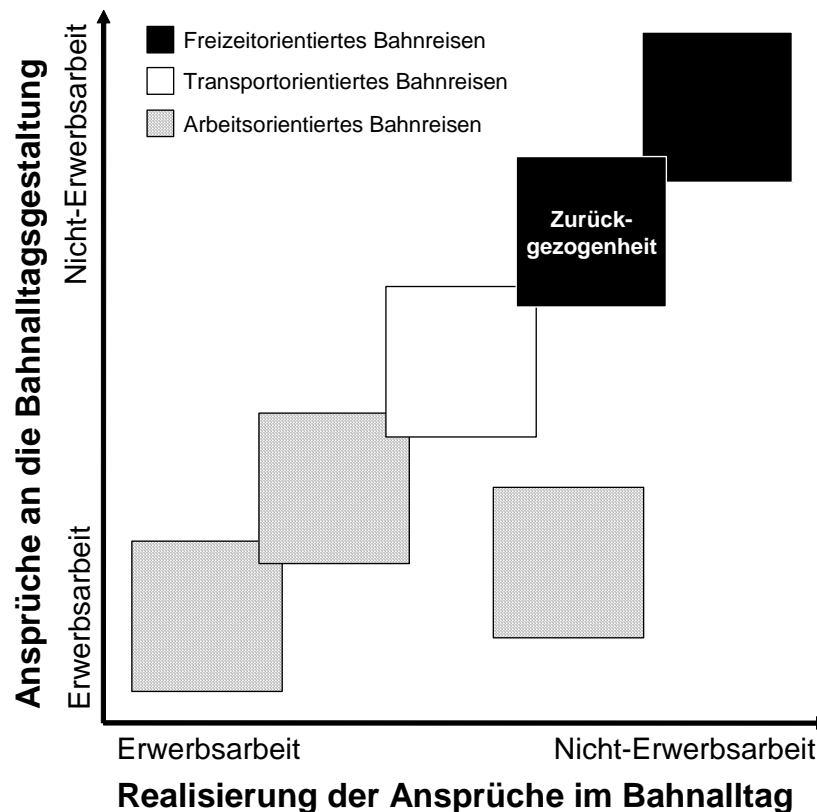 Freizeitorientiertes Bahnreisen
Transportorientiertes Bahnreisen
Arbeitsorientiertes Bahnreisen
Ansprüche an die Bahnalltagsgestaltung
Nicht-Erwerbsarbeit
Erwerbsarbeit
Zurück-
gezogenheit
Erwerbsarbeit
Nicht-Erwerbsarbeit
Realisierung der Ansprüche im Bahnalltag